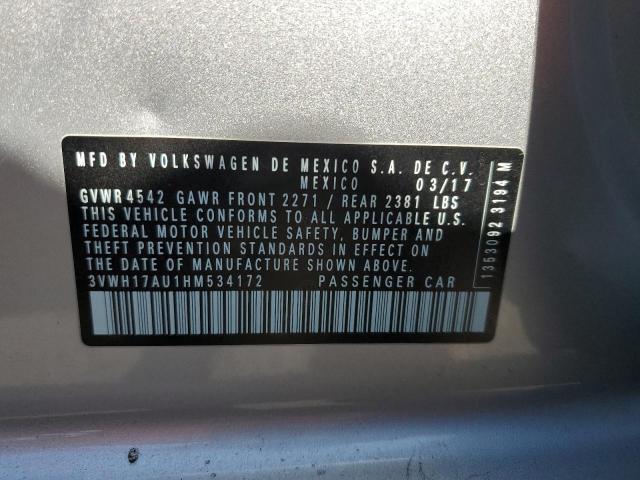 MFD BY VOLKSWAGEN DE MEXICO S.A. DE C.V.
MEXICO 03/17
GVWR 4542 GAWR FRONT 2271 / REAR 2381 LBS
THIS VEHICLE CONFORMS TO ALL APPLICABLE U.S.
FEDERAL MOTOR VEHICLE SAFETY, BUMPER AND
THEFT PREVENTION STANDARDS IN EFFECT ON
THE DATE OF MANUFACTURE SHOWN ABOVE.
3VWH17AU1HM534172 PASSENGER CAR
1353092 3194 M